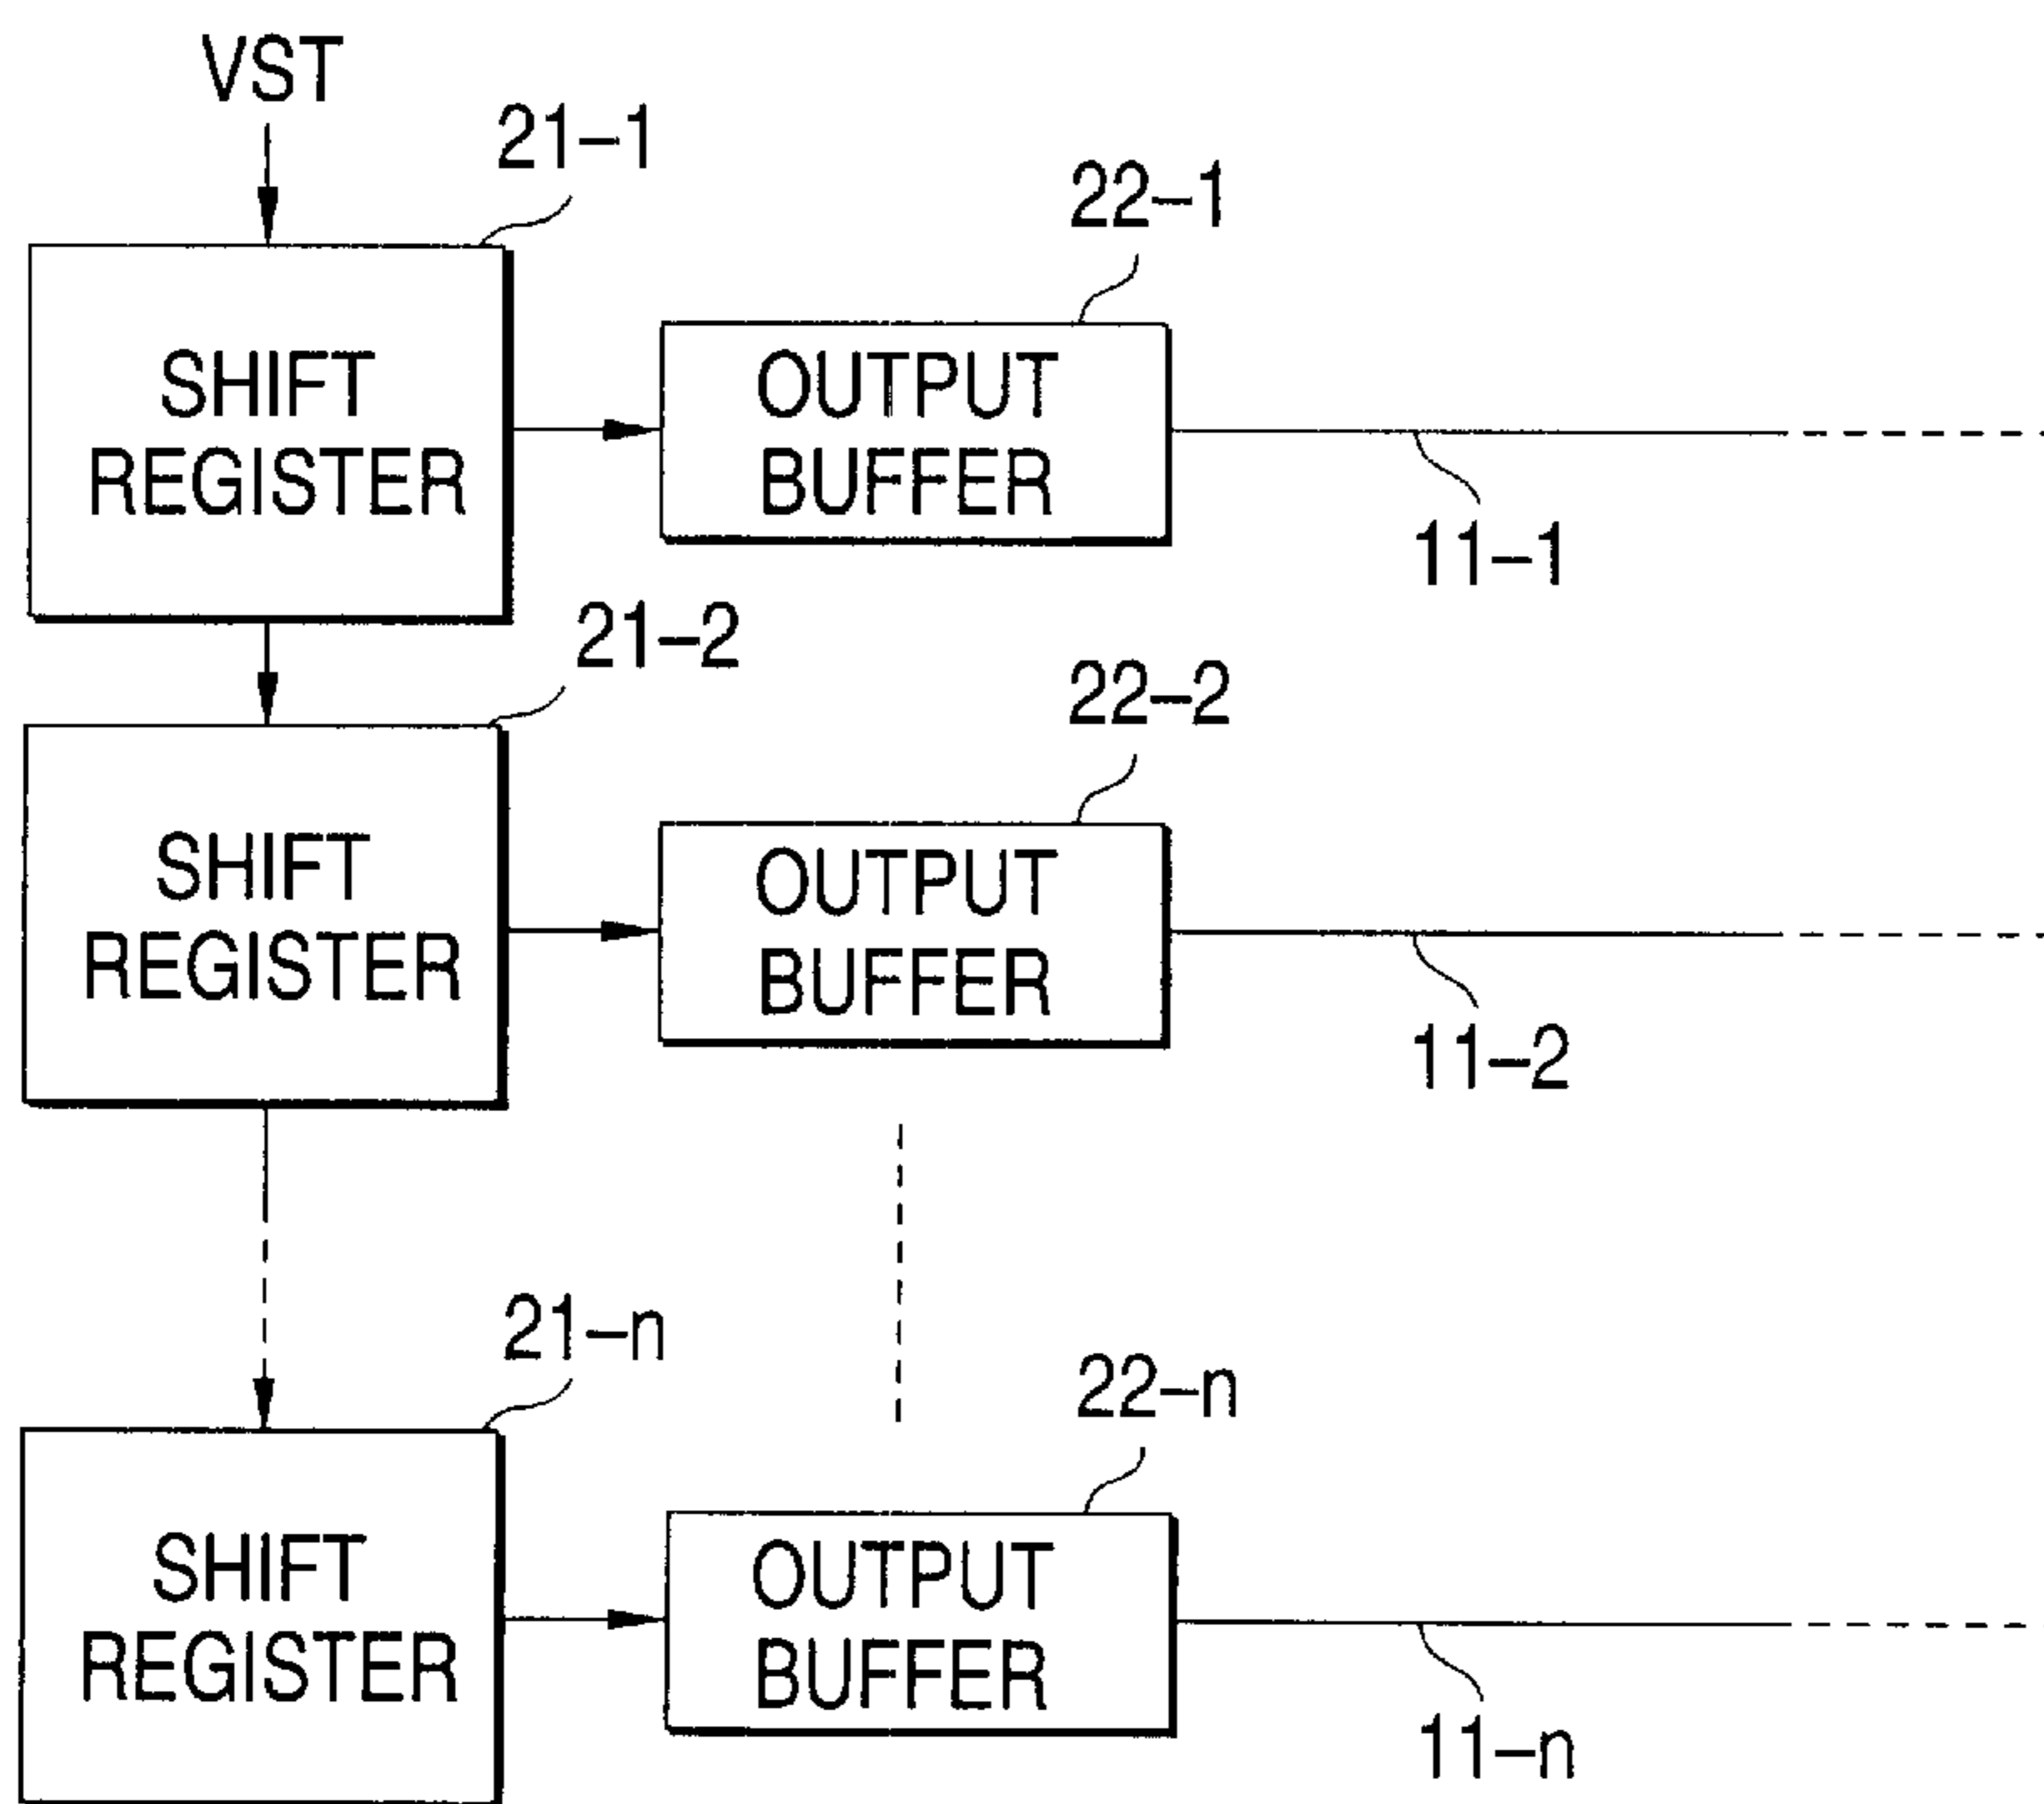 VST
21–1
22–1
SHIFT
REGISTER
OUTPUT
BUFFER
11–1
21–2
22–2
SHIFT
REGISTER
OUTPUT
BUFFER
11–2
21–n
22–n
SHIFT
REGISTER
OUTPUT
BUFFER
11–n